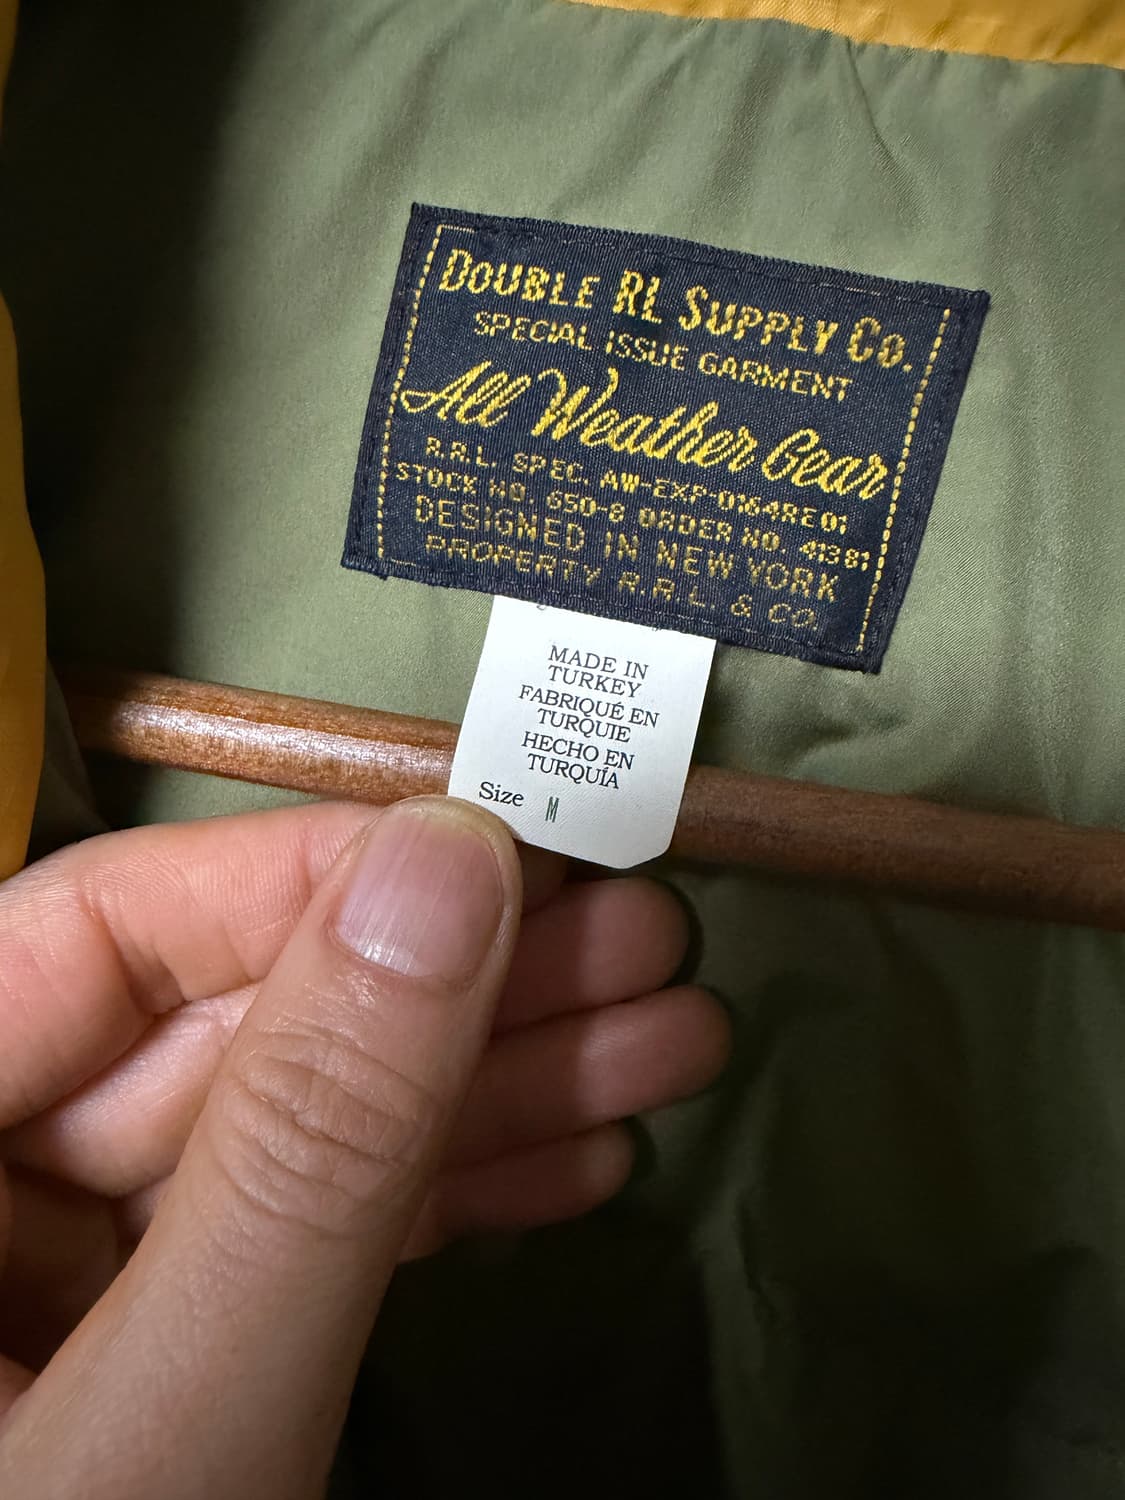 DOUBLE RL SUPPLY CO.
SPECIAL ISSUE GARMENT
All Weather Gear
R.R.L. SPEC. AW-EXP-0164RE01
STOCK NO. 650-8 ORDER NO. 41381
DESIGNED IN NEW YORK
PROPERTY R.R.L. & CO.
MADE IN
TURKEY
FABRIQUÉ EN
TURQUIE
HECHO EN
TURQUÍA
Size M